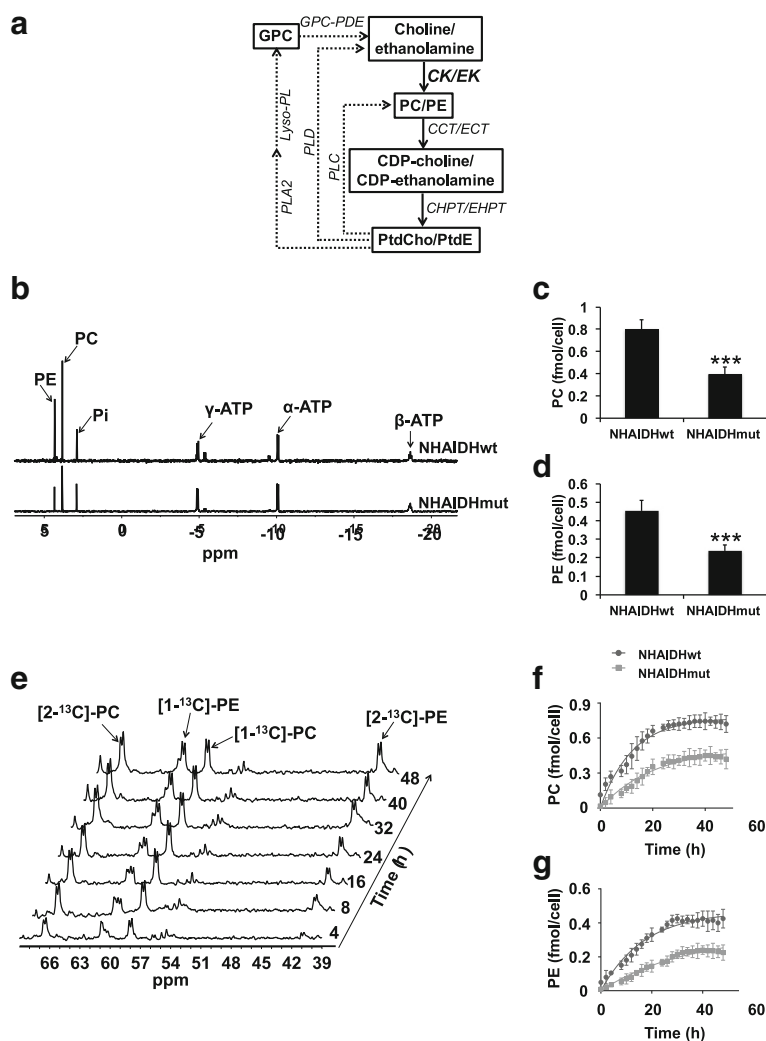 a
GPC
GPC-PDE
Choline/
ethanolamine
CK/EK
PC/PE
CCT/ECT
CDP-choline/
CDP-ethanolamine
CHPT/EHPT
PtdCho/PtdE
Lyso-PL
PLA2
PLD
PLC
b
PC
PE
Pi
γ-ATP
α-ATP
β-ATP
NHAIDHwt
NHAIDHmut
5 0 -5 -10 -15 -20
ppm
c
PC (fmol/cell)
1
0.8
0.6
0.4
0.2
0
***
NHAIDHwt NHAIDHmut
d
PE (fmol/cell)
0.6
0.5
0.4
0.3
0.2
0.1
0
***
NHAIDHwt NHAIDHmut
e
[2-¹³C]-PC
[1-¹³C]-PE
[1-¹³C]-PC
[2-¹³C]-PE
48
40
32
24
16
8
4
Time (h)
66 63 60 57 54 51 48 45 42 39
ppm
NHAIDHwt
NHAIDHmut
f
PC (fmol/cell)
0.9
0.6
0.3
0
0 20 40 60
Time (h)
g
PE (fmol/cell)
0.6
0.4
0.2
0
0 20 40 60
Time (h)